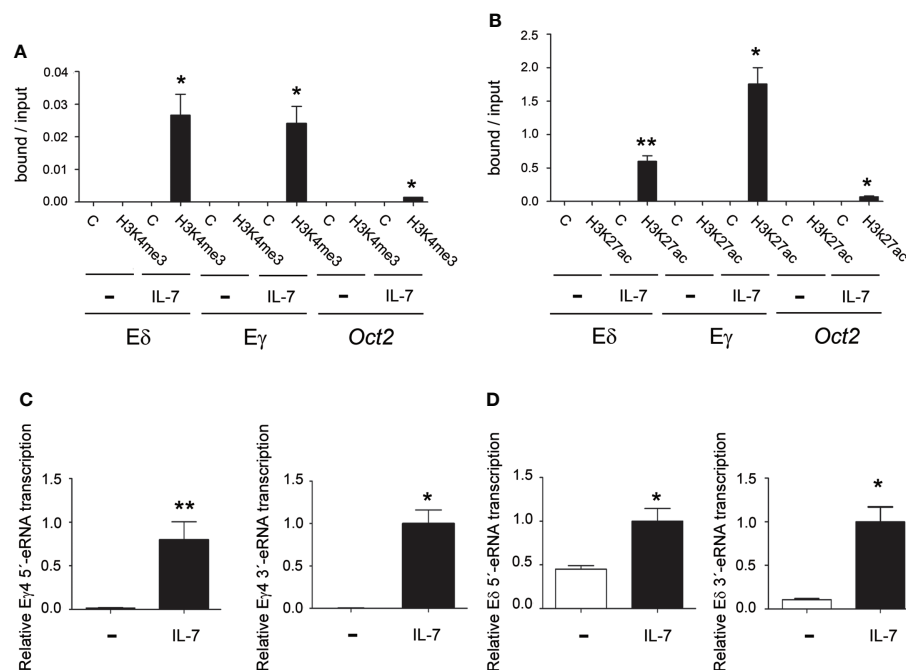 A
bound / input
0.04
0.03
0.02
0.01
0.00
*
*
*
C
H3K4me3
C
H3K4me3
C
H3K4me3
C
H3K4me3
C
H3K4me3
C
H3K4me3
- IL-7 - IL-7 - IL-7
Eδ Eγ Oct2
B
bound / input
2.5
2.0
1.5
1.0
0.5
0.0
**
*
*
C
H3K27ac
C
H3K27ac
C
H3K27ac
C
H3K27ac
C
H3K27ac
C
H3K27ac
- IL-7 - IL-7 - IL-7
Eδ Eγ Oct2
C
Relative Eγ4 5´-eRNA transcription
1.5
1.0
0.5
0.0
**
- IL-7
Relative Eγ4 3´-eRNA transcription
1.5
1.0
0.5
0.0
*
- IL-7
D
Relative Eδ 5´-eRNA transcription
1.5
1.0
0.5
0.0
*
- IL-7
Relative Eδ 3´-eRNA transcription
1.5
1.0
0.5
0.0
*
- IL-7